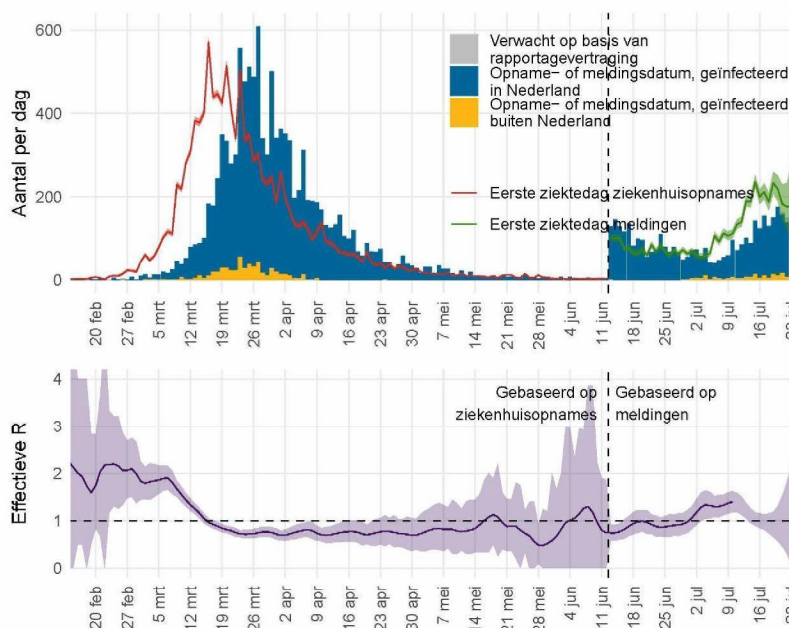 600
400
200
0
Aantal per dag
Verwacht op basis van
rapportagevertraging
Opname- of meldingsdatum, geïnfecteerd
in Nederland
Opname- of meldingsdatum, geïnfecteerd
buiten Nederland
Eerste ziektedag ziekenhuisopnames
Eerste ziektedag meldingen
20 feb
27 feb
5 mrt
12 mrt
19 mrt
26 mrt
2 apr
9 apr
16 apr
23 apr
30 apr
7 mei
14 mei
21 mei
28 mei
4 jun
11 jun
18 jun
25 jun
2 jul
9 jul
16 jul
4
3
2
1
0
Effectieve R
Gebaseerd op
ziekenhuisopnames
Gebaseerd op
meldingen
20 feb
27 feb
5 mrt
12 mrt
19 mrt
26 mrt
2 apr
9 apr
16 apr
23 apr
30 apr
7 mei
14 mei
21 mei
28 mei
4 jun
11 jun
18 jun
25 jun
2 jul
9 jul
16 jul